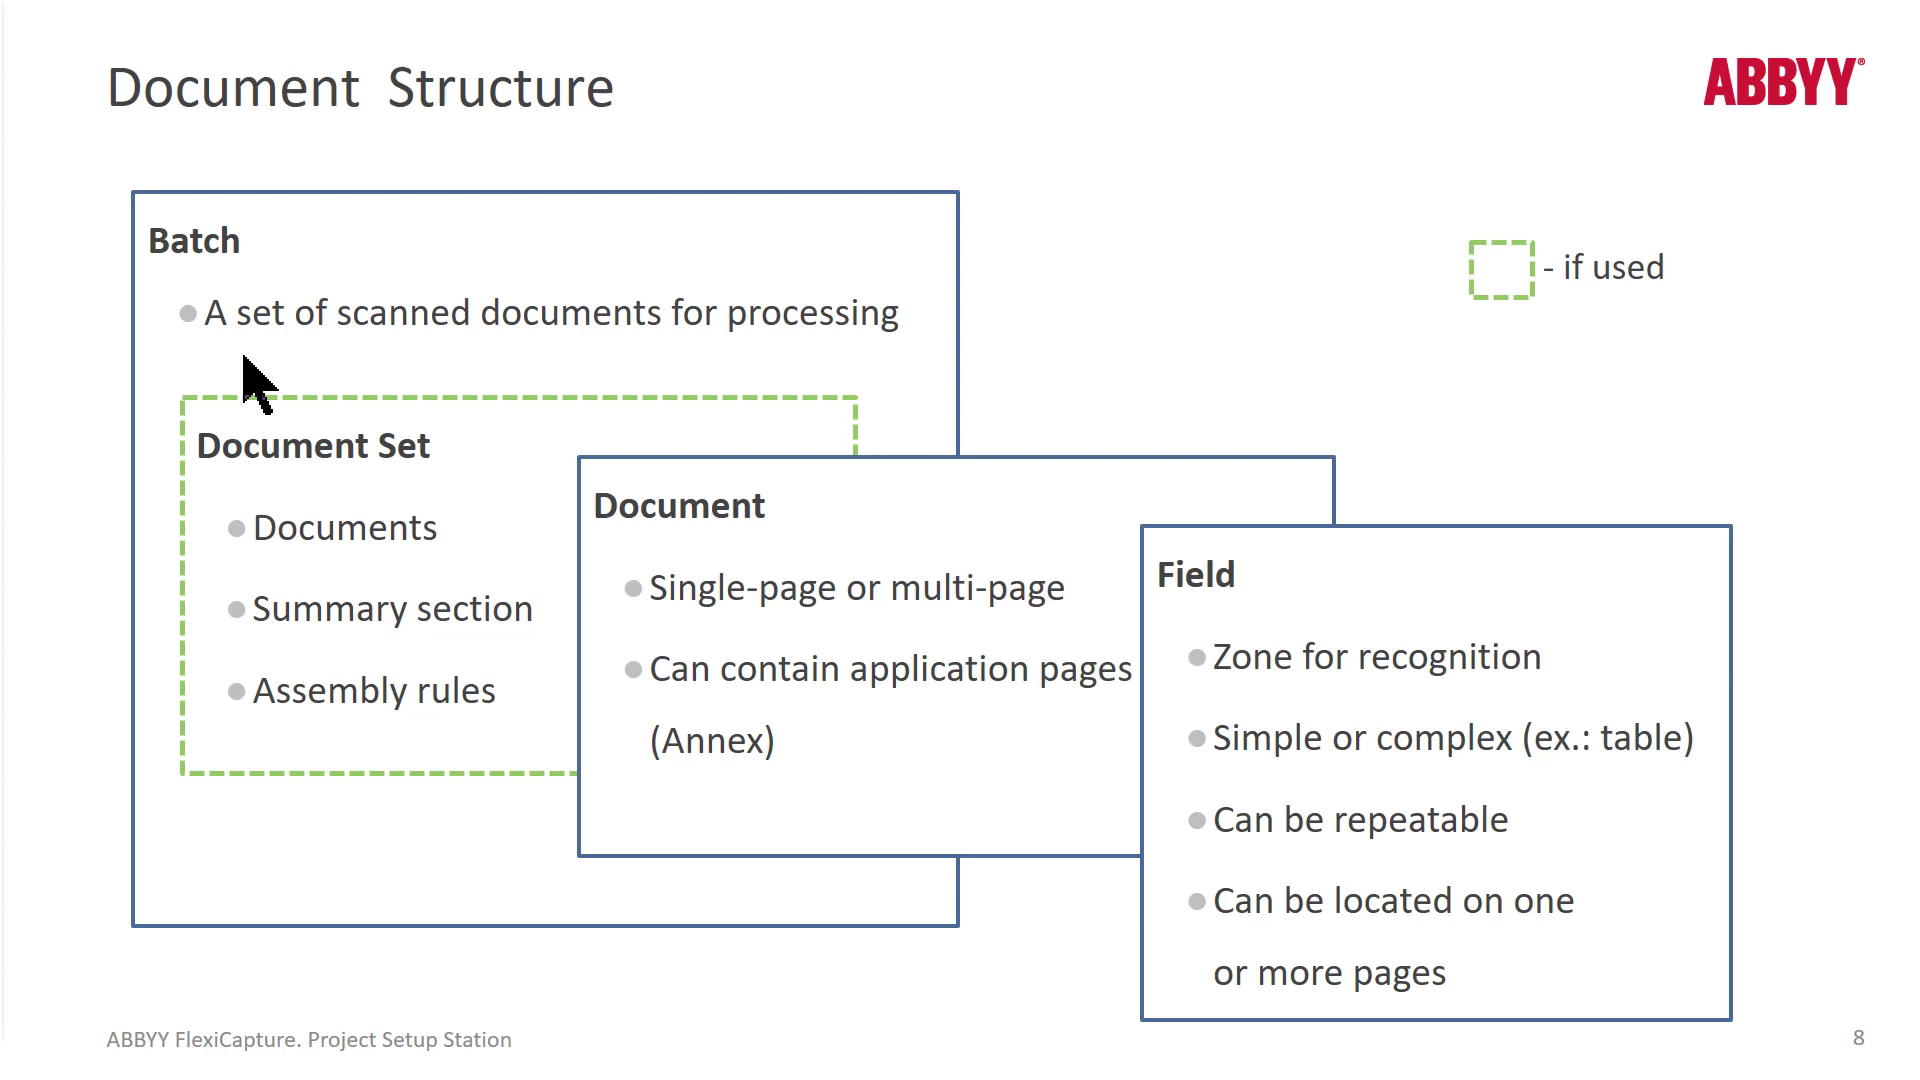 Document Structure
ABBYY®
Batch
A set of scanned documents for processing
- if used
Document Set
Documents
Summary section
Assembly rules
Document
Single-page or multi-page
Can contain application pages
(Annex)
Field
Zone for recognition
Simple or complex (ex.: table)
Can be repeatable
Can be located on one
or more pages
ABBYY FlexiCapture. Project Setup Station
8